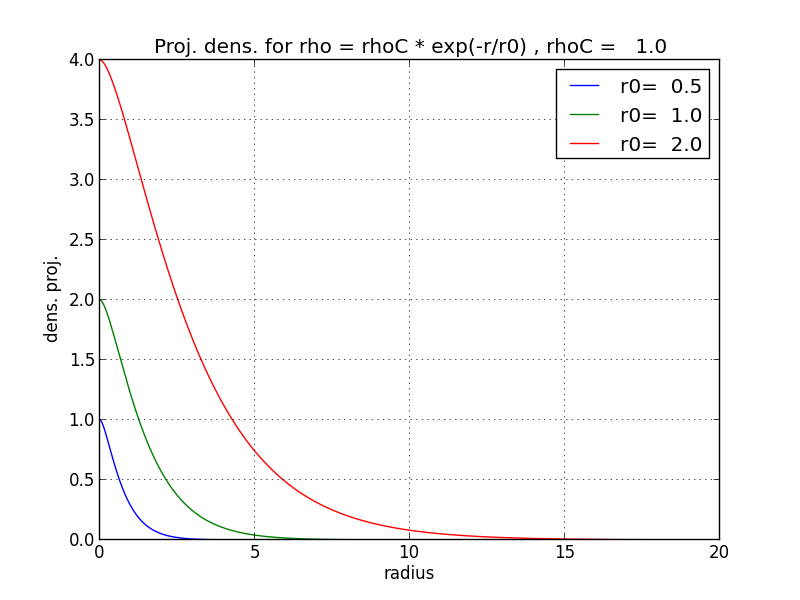 Proj. dens. for rho = rhoC * exp(-r/r0) , rhoC =   1.0
r0=  0.5
r0=  1.0
r0=  2.0
dens. proj.
4.0
3.5
3.0
2.5
2.0
1.5
1.0
0.5
0.0
0 5 10 15 20
radius